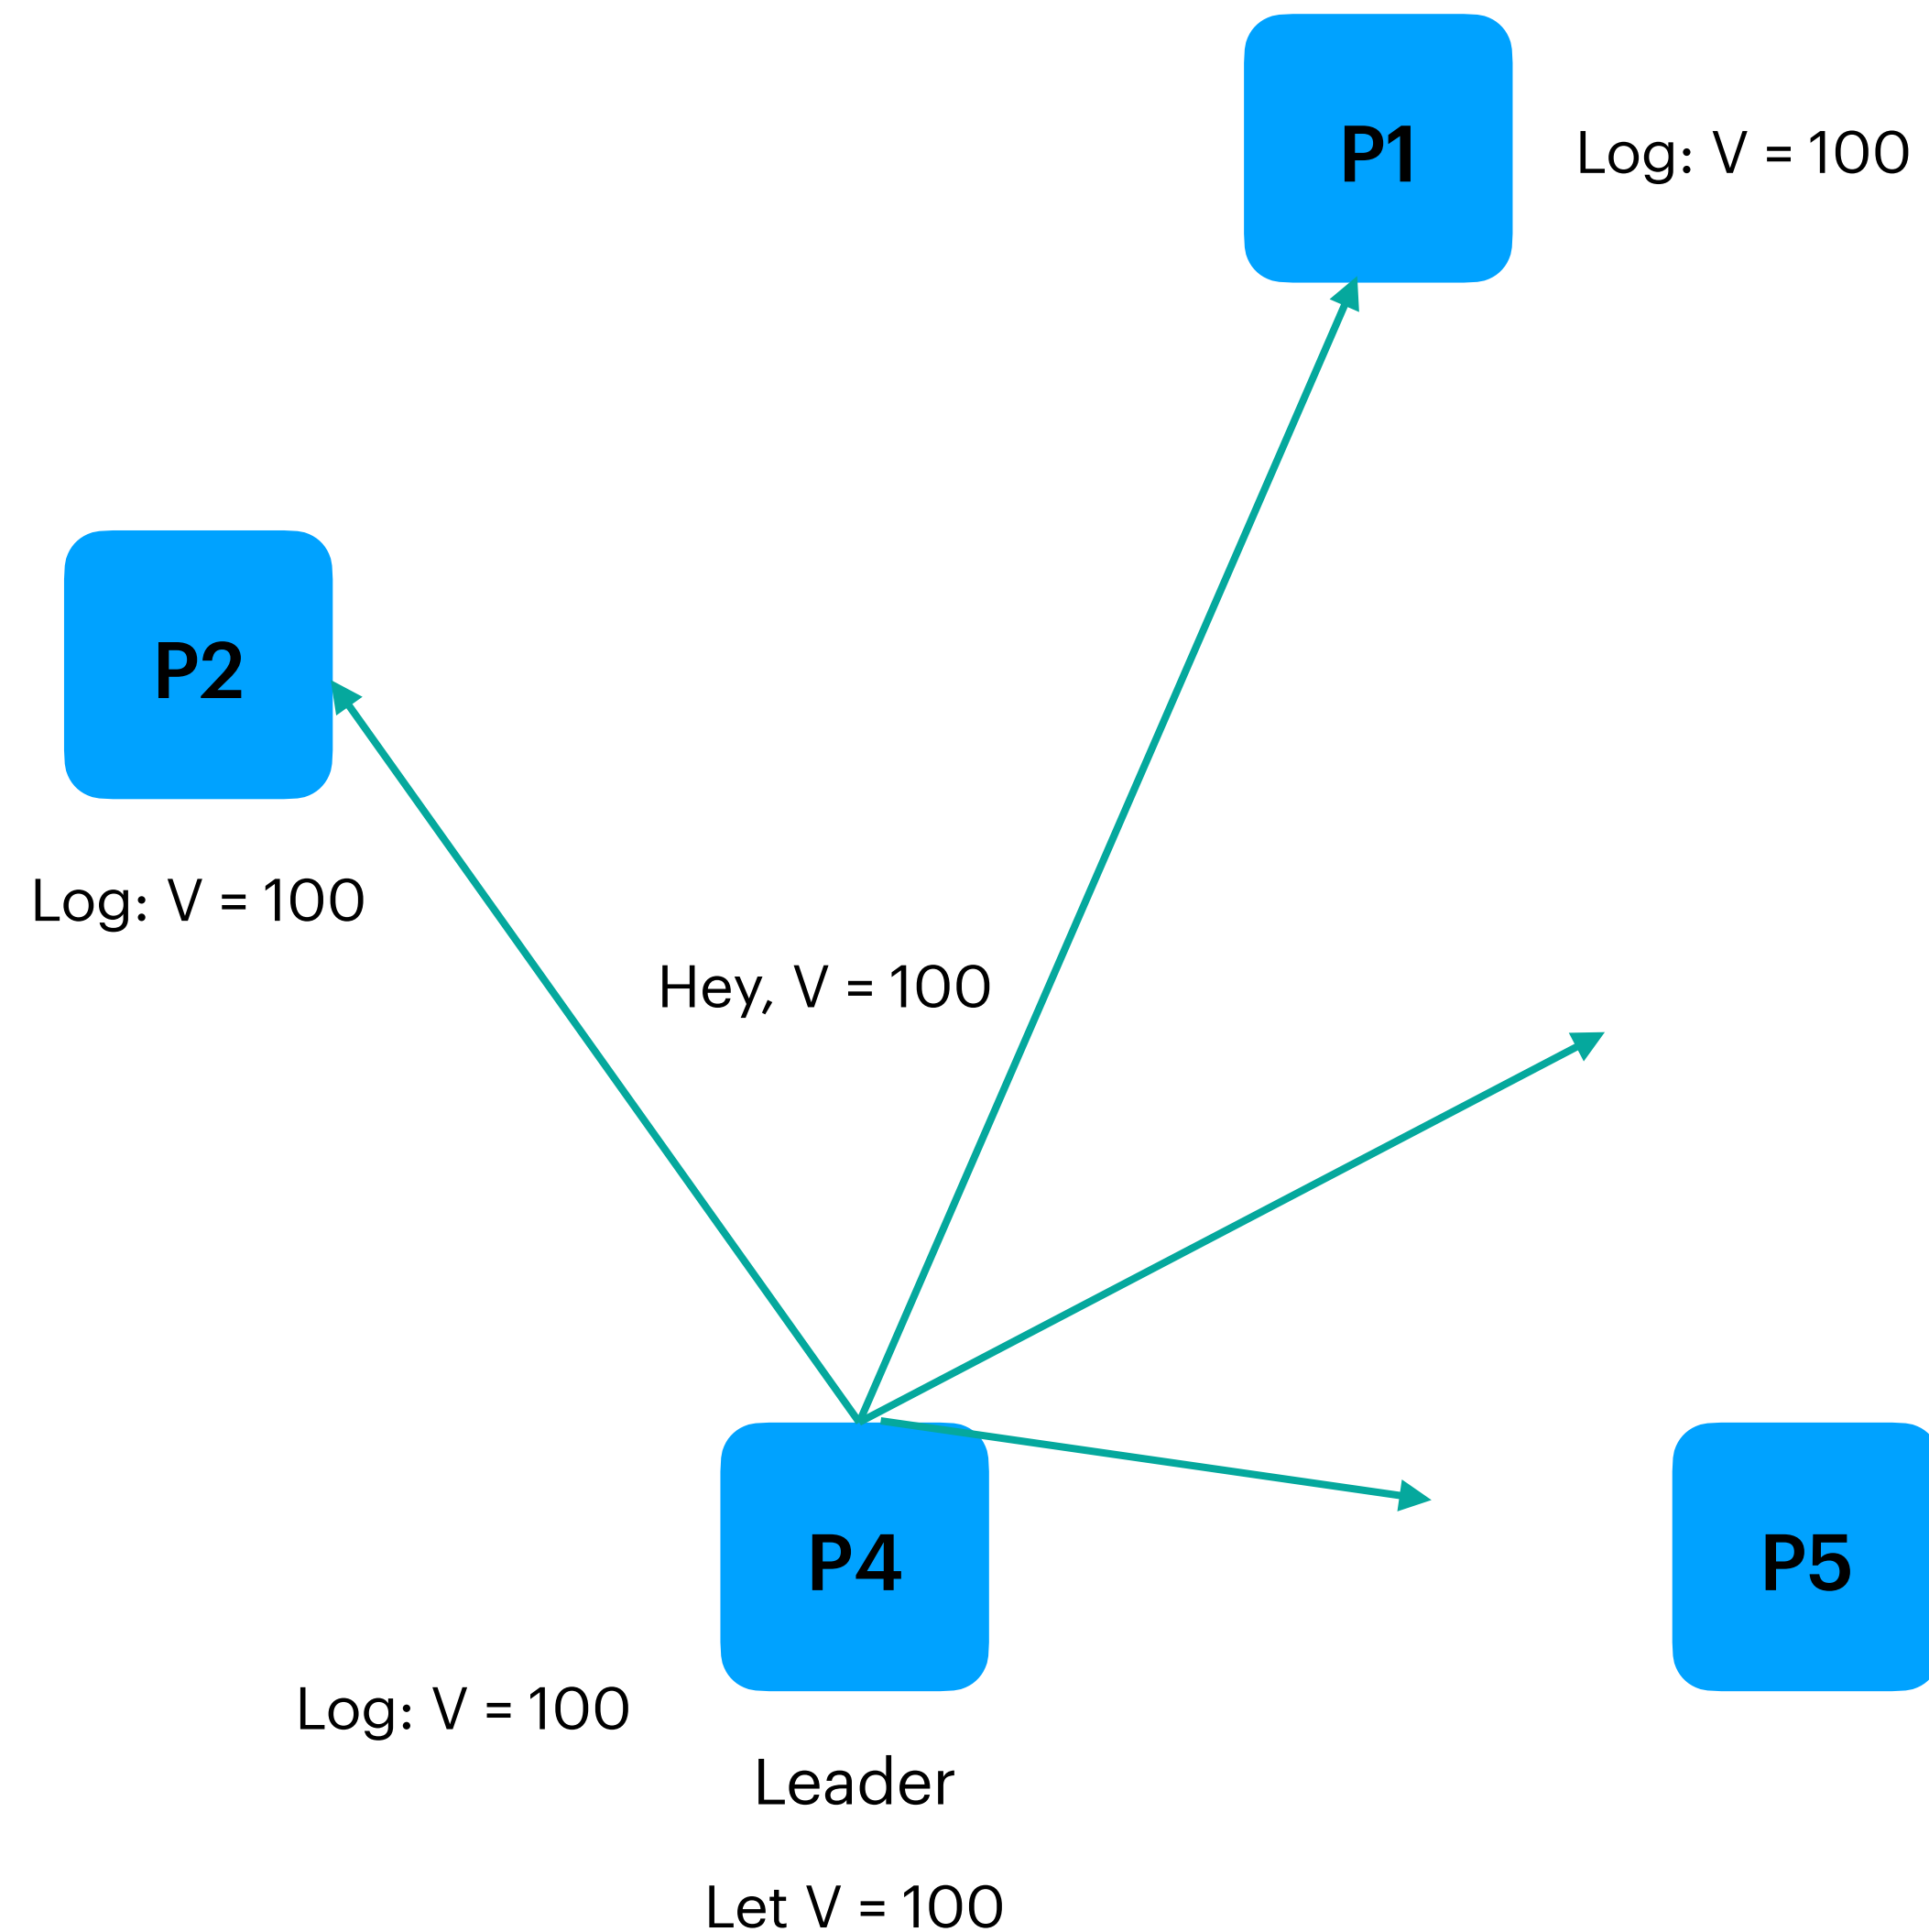 P1
Log: V = 100
P2
Log: V = 100
Hey, V = 100
P4
P5
Log: V = 100
Leader
Let V = 100